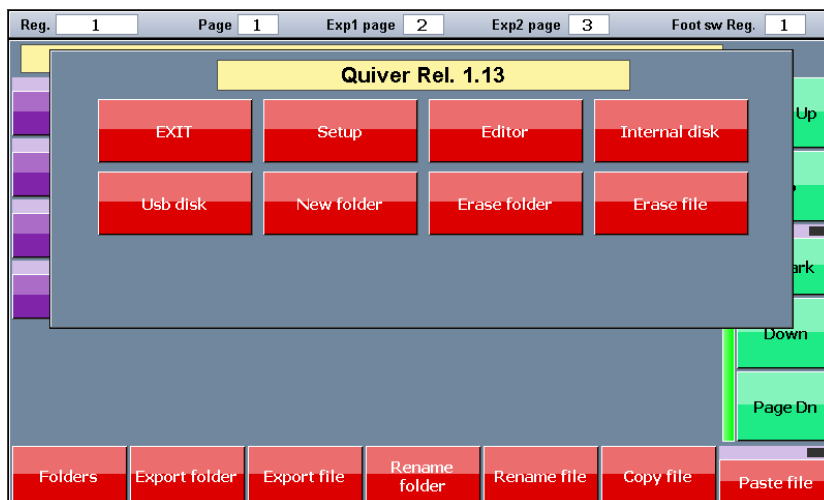 Reg. 1 Page 1 Exp1 page 2 Exp2 page 3 Foot sw Reg. 1
Quiver Rel. 1.13
EXIT Setup Editor Internal disk
Usb disk New folder Erase folder Erase file
Up
ark
Down
Page Dn
Folders Export folder Export file Rename folder Rename file Copy file Paste file